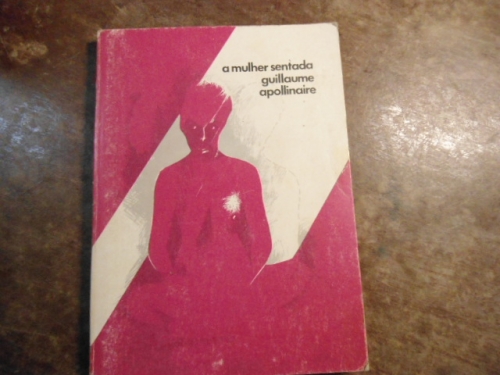 a mulher sentada
guillaume
apollinaire